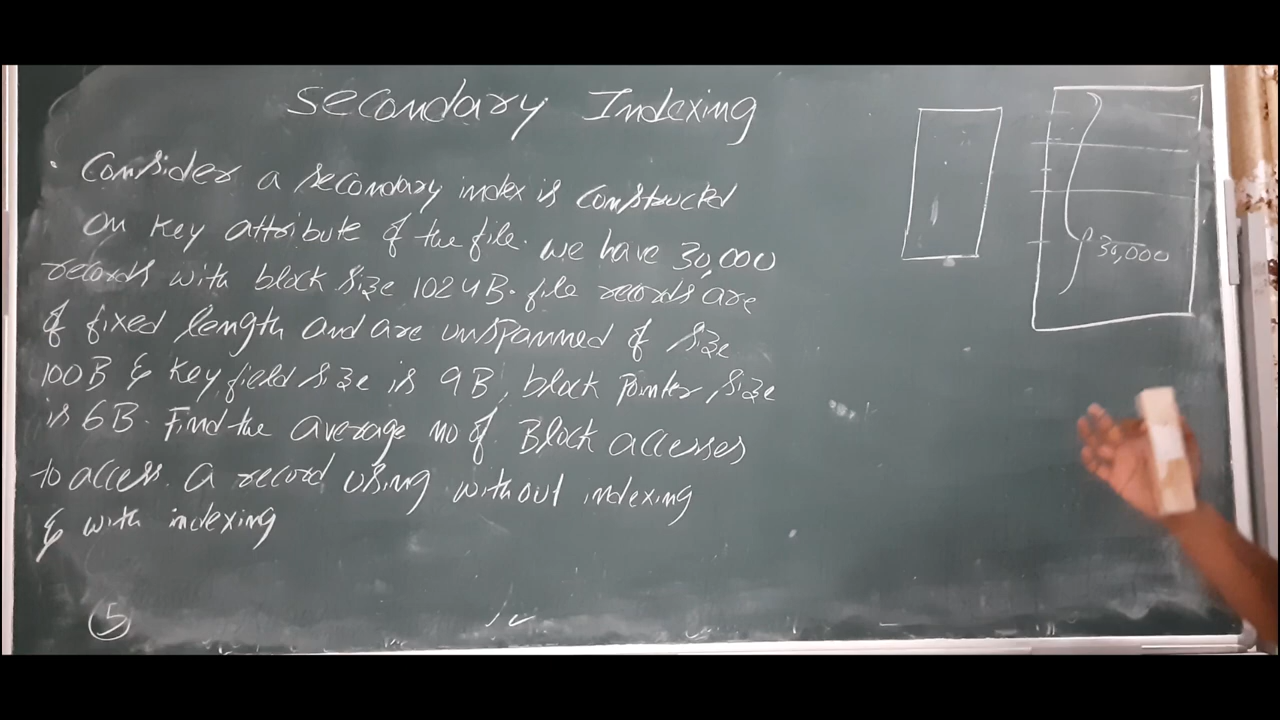 Secondary Indexing
. Consider a secondary index is constructed
on key attribute of the file. we have 30,000
records with block size 1024B. file records are
of fixed length and are unspanned of size
100B & key field size is 9B, block pointer size
is 6B. Find the average no of Block accesses
to access a record using without indexing
& with indexing
30,000
5